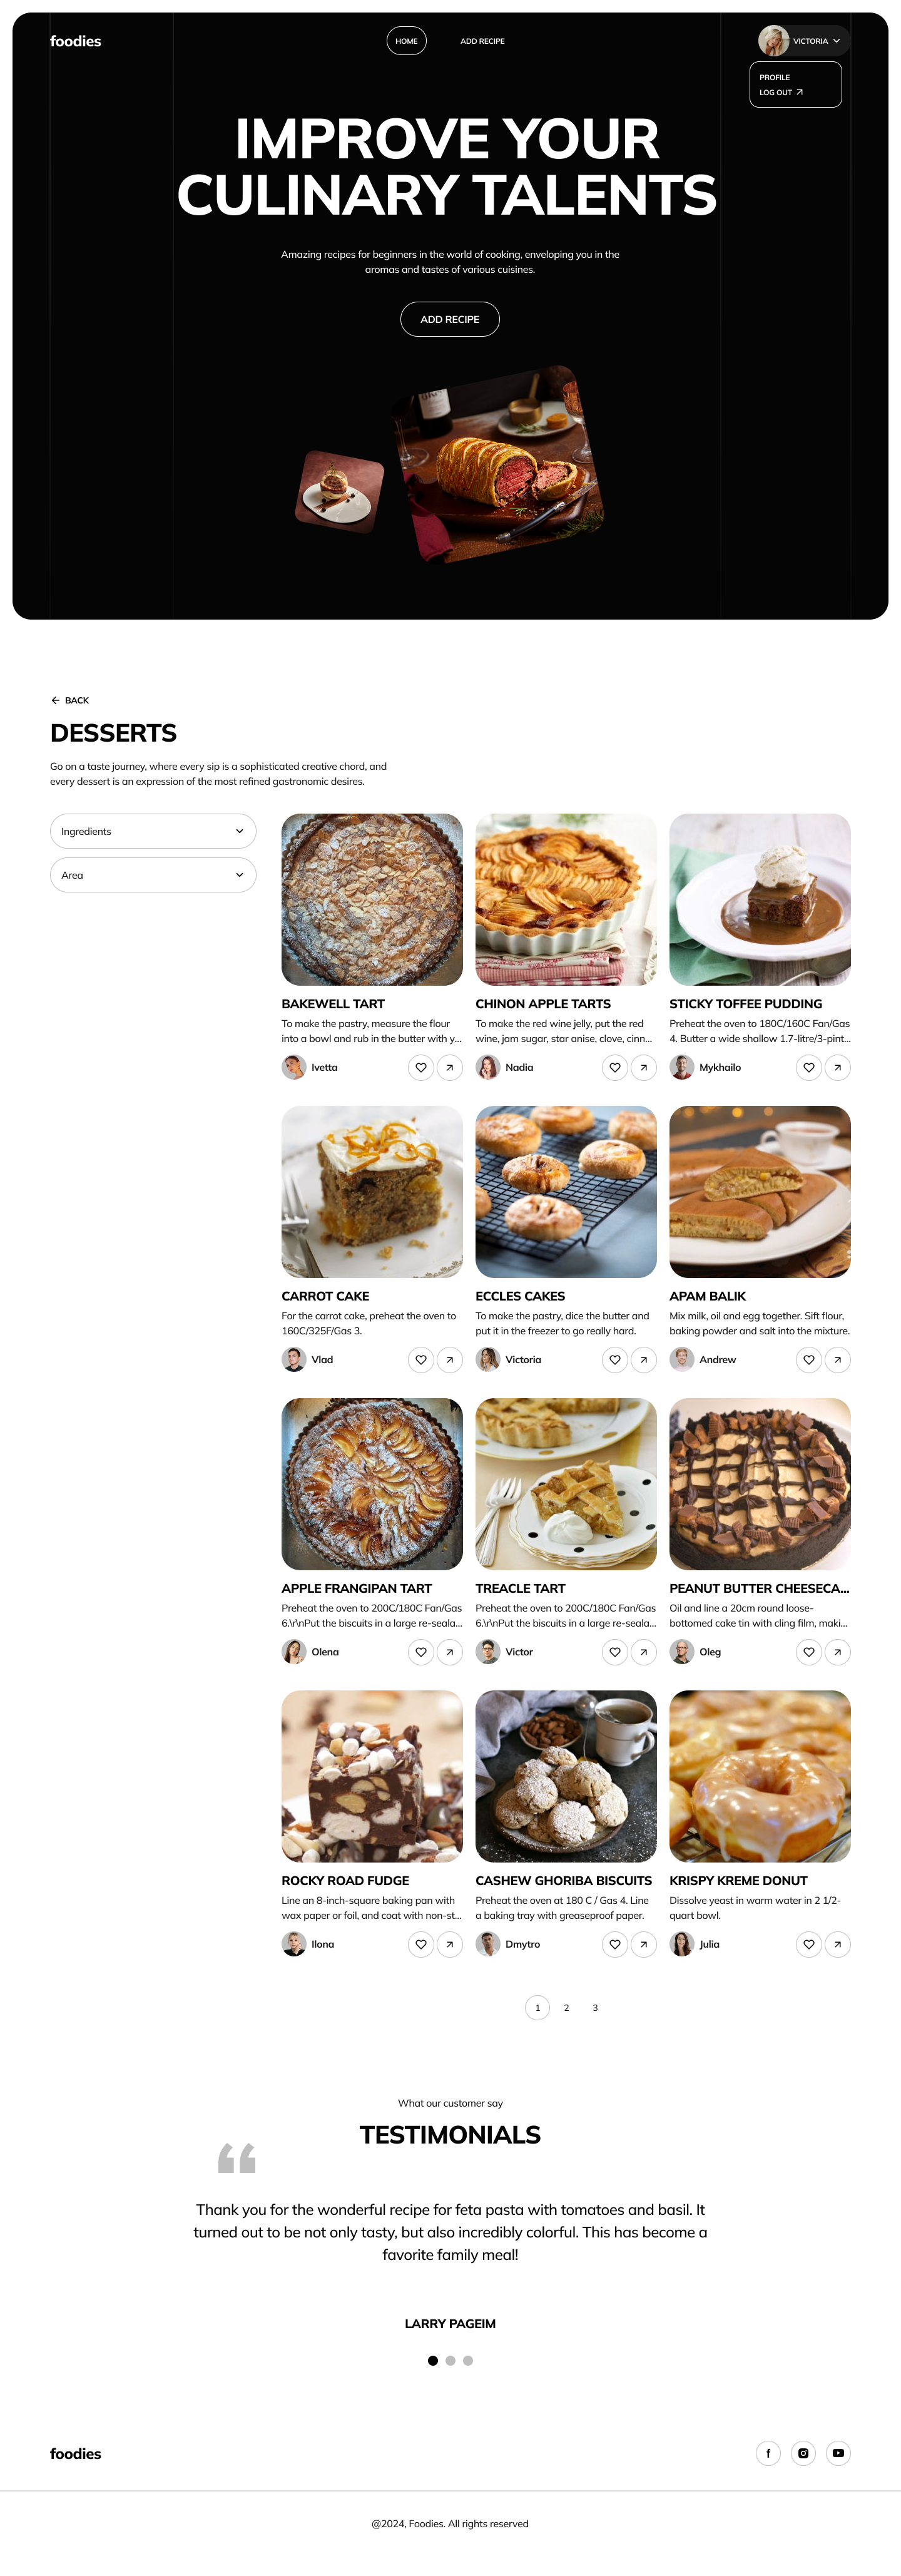 foodies
HOME
ADD RECIPE
VICTORIA
PROFILE
LOG OUT
IMPROVE YOUR
CULINARY TALENTS
Amazing recipes for beginners in the world of cooking, enveloping you in the
aromas and tastes of various cuisines.
ADD RECIPE
BACK
DESSERTS
Go on a taste journey, where every sip is a sophisticated creative chord, and
every dessert is an expression of the most refined gastronomic desires.
Ingredients
Area
BAKEWELL TART
To make the pastry, measure the flour
into a bowl and rub in the butter with y...
Ivetta
CHINON APPLE TARTS
To make the red wine jelly, put the red
wine, jam sugar, star anise, clove, cinn...
Nadia
STICKY TOFFEE PUDDING
Preheat the oven to 180C/160C Fan/Gas
4. Butter a wide shallow 1.7-litre/3-pint...
Mykhailo
CARROT CAKE
For the carrot cake, preheat the oven to
160C/325F/Gas 3.
Vlad
ECCLES CAKES
To make the pastry, dice the butter and
put it in the freezer to go really hard.
Victoria
APAM BALIK
Mix milk, oil and egg together. Sift flour,
baking powder and salt into the mixture.
Andrew
APPLE FRANGIPAN TART
Preheat the oven to 200C/180C Fan/Gas
6.\r\nPut the biscuits in a large re-seala...
Olena
TREACLE TART
Preheat the oven to 200C/180C Fan/Gas
6.\r\nPut the biscuits in a large re-seala...
Victor
PEANUT BUTTER CHEESECA...
Oil and line a 20cm round loose-
bottomed cake tin with cling film, maki...
Oleg
ROCKY ROAD FUDGE
Line an 8-inch-square baking pan with
wax paper or foil, and coat with non-st...
Ilona
CASHEW GHORIBA BISCUITS
Preheat the oven at 180 C / Gas 4. Line
a baking tray with greaseproof paper.
Dmytro
KRISPY KREME DONUT
Dissolve yeast in warm water in 2 1/2-
quart bowl.
Julia
1 2 3
What our customer say
TESTIMONIALS
Thank you for the wonderful recipe for feta pasta with tomatoes and basil. It
turned out to be not only tasty, but also incredibly colorful. This has become a
favorite family meal!
LARRY PAGEIM
foodies
@2024, Foodies. All rights reserved